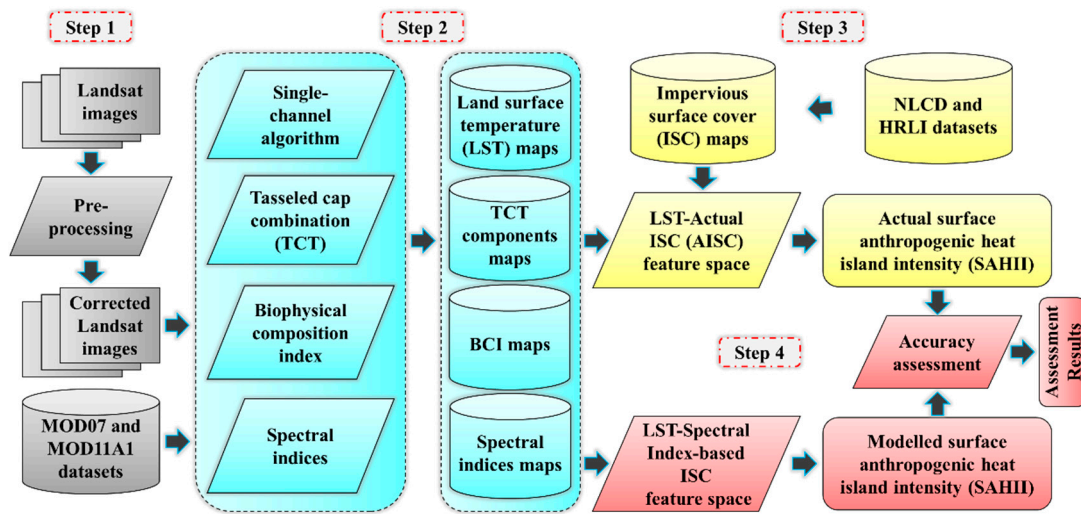 Step 1
Landsat
images
Pre-
processing
Corrected
Landsat
images
MOD07 and
MOD11A1
datasets
Step 2
Single-
channel
algorithm
Tasseled cap
combination
(TCT)
Biophysical
composition
index
Spectral
indices
Land surface
temperature
(LST) maps
TCT
components
maps
BCI maps
Spectral
indices maps
Step 3
Impervious
surface cover
(ISC) maps
NLCD and
HRLI datasets
LST-Actual
ISC (AISC)
feature space
Actual surface
anthropogenic heat
island intensity (SAHII)
Step 4
LST-Spectral
Index-based
ISC
feature space
Modelled surface
anthropogenic heat
island intensity (SAHII)
Accuracy
assessment
Assessment
Results